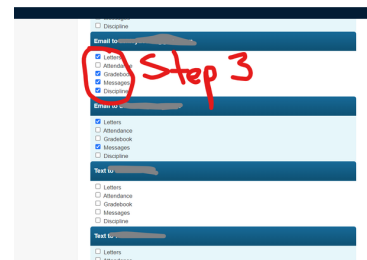 Discipline
Email to
Letters
Attendance
Gradebook
Messages
Discipline
Step 3
Email to
Letters
Attendance
Gradebook
Messages
Discipline
Text to
Letters
Attendance
Gradebook
Messages
Discipline
Text to
Letters